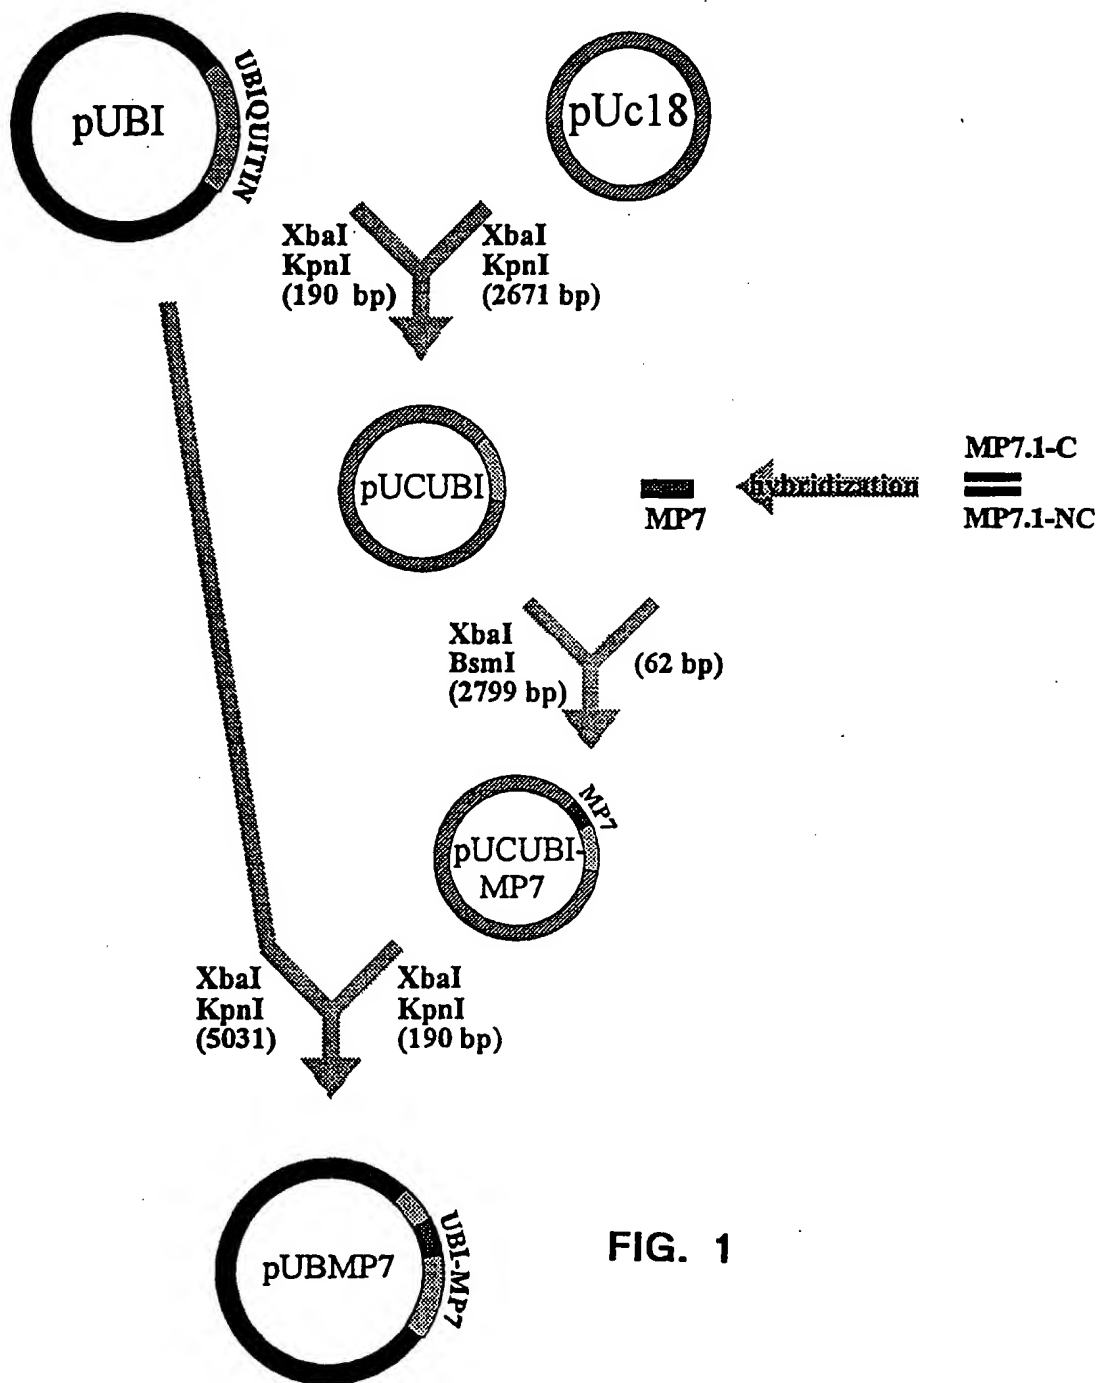 pUBI
UBIQUITIN
pUc18
XbaI
KpnI
(190 bp)
XbaI
KpnI
(2671 bp)
pUCUBI
MP7
hybridization
MP7.1-C
MP7.1-NC
XbaI
BsmI
(2799 bp)
(62 bp)
MP7
pUCUBI-
MP7
XbaI
KpnI
(5031)
XbaI
KpnI
(190 bp)
pUBMP7
UBI-MP7
FIG. 1